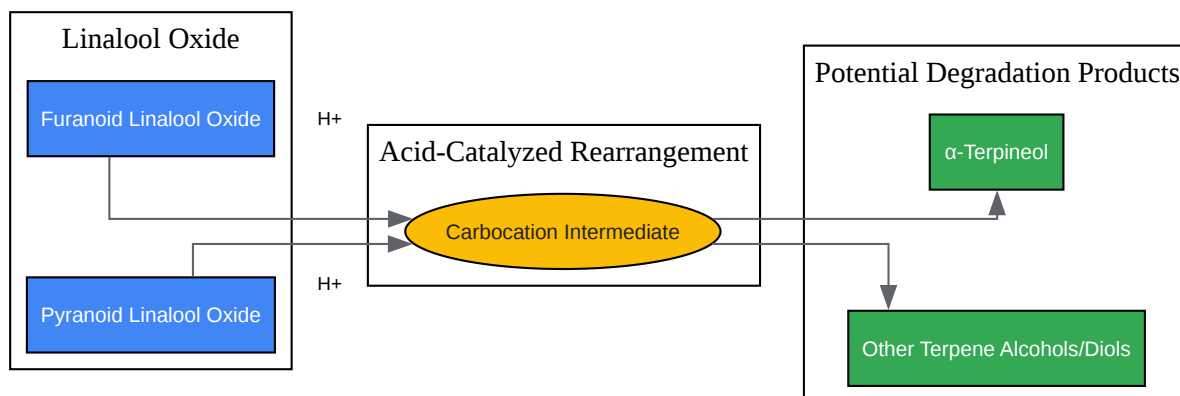 Linalool Oxide
Furanoid Linalool Oxide
Pyranoid Linalool Oxide
H+
H+
Acid-Catalyzed Rearrangement
Carbocation Intermediate
Potential Degradation Products
α-Terpineol
Other Terpene Alcohols/Diols